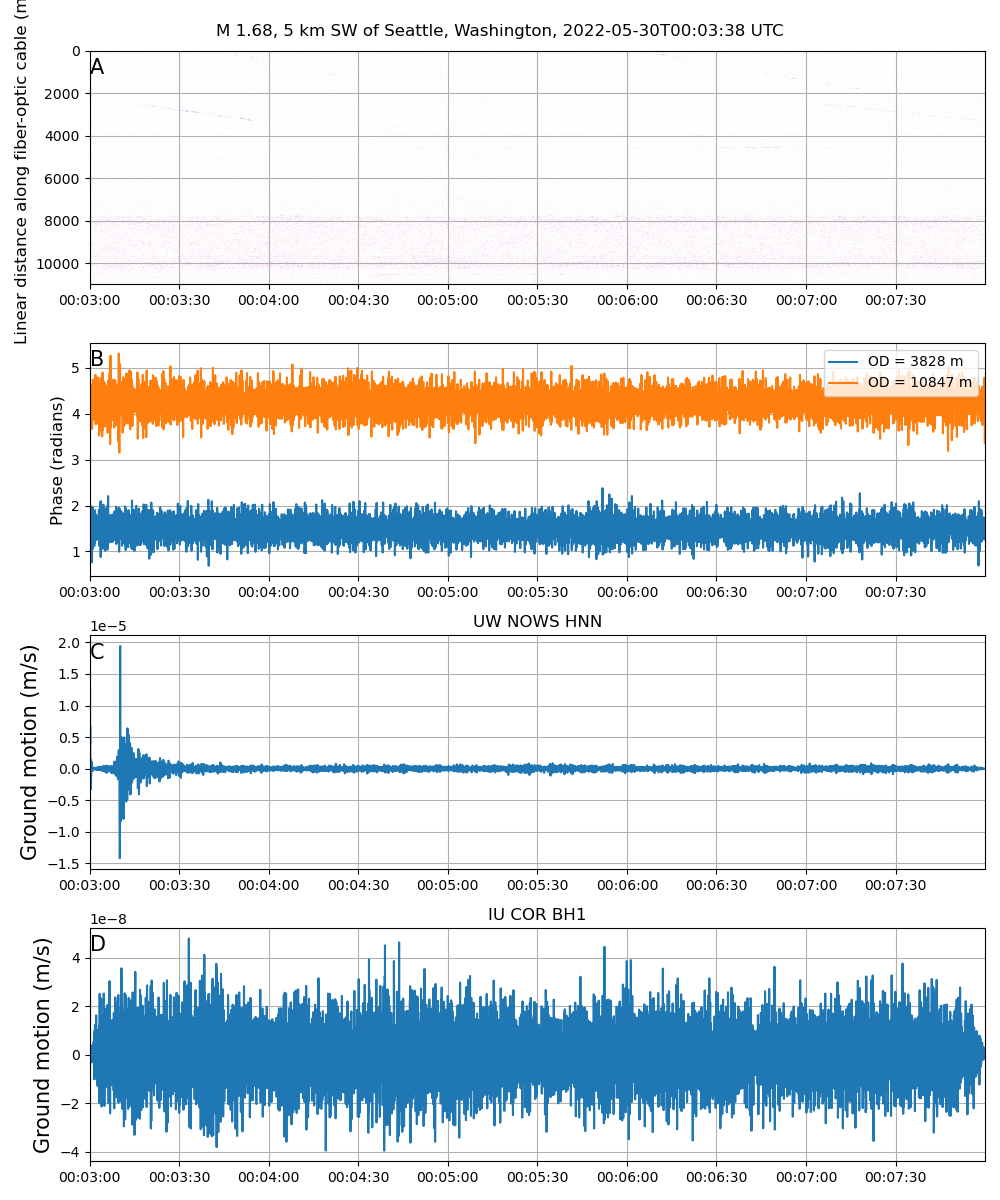 M 1.68, 5 km SW of Seattle, Washington, 2022-05-30T00:03:38 UTC
Linear distance along fiber-optic cable (m
A
0
2000
4000
6000
8000
10000
00:03:00 00:03:30 00:04:00 00:04:30 00:05:00 00:05:30 00:06:00 00:06:30 00:07:00 00:07:30
Phase (radians)
B
OD = 3828 m
OD = 10847 m
5
4
3
2
1
00:03:00 00:03:30 00:04:00 00:04:30 00:05:00 00:05:30 00:06:00 00:06:30 00:07:00 00:07:30
UW NOWS HNN
1e−5
Ground motion (m/s)
C
2.0
1.5
1.0
0.5
0.0
−0.5
−1.0
−1.5
00:03:00 00:03:30 00:04:00 00:04:30 00:05:00 00:05:30 00:06:00 00:06:30 00:07:00 00:07:30
IU COR BH1
1e−8
Ground motion (m/s)
D
4
2
0
−2
−4
00:03:00 00:03:30 00:04:00 00:04:30 00:05:00 00:05:30 00:06:00 00:06:30 00:07:00 00:07:30